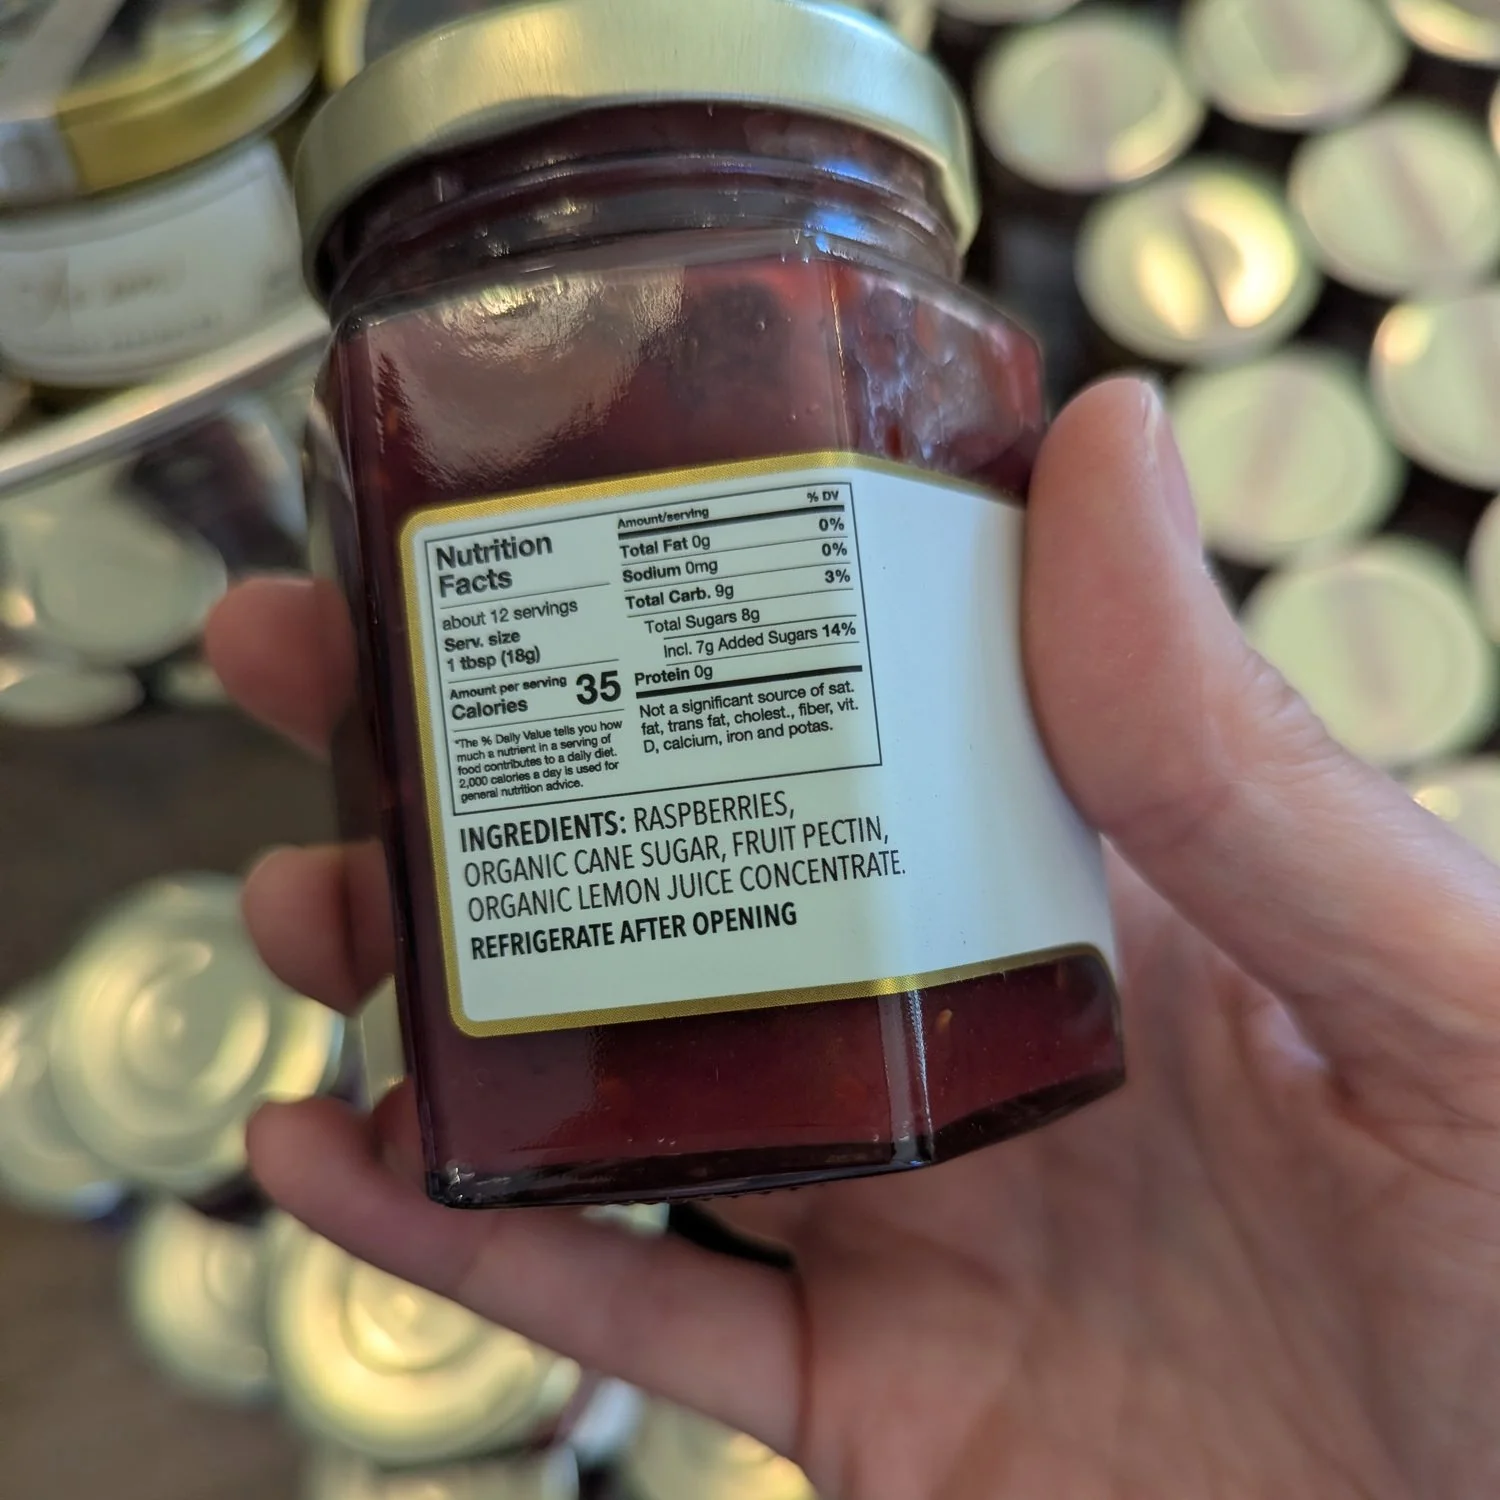 Nutrition
Facts
about 12 servings
Serv. size
1 tbsp (18g)
Amount per serving
Calories 35
*The % Daily Value tells you how
much a nutrient in a serving of
food contributes to a daily diet.
2,000 calories a day is used for
general nutrition advice.
Amount/serving % DV
Total Fat 0g 0%
Sodium 0mg 0%
Total Carb. 9g 3%
Total Sugars 8g
Incl. 7g Added Sugars 14%
Protein 0g
Not a significant source of sat.
fat, trans fat, cholest., fiber, vit.
D, calcium, iron and potas.
INGREDIENTS: RASPBERRIES,
ORGANIC CANE SUGAR, FRUIT PECTIN,
ORGANIC LEMON JUICE CONCENTRATE.
REFRIGERATE AFTER OPENING